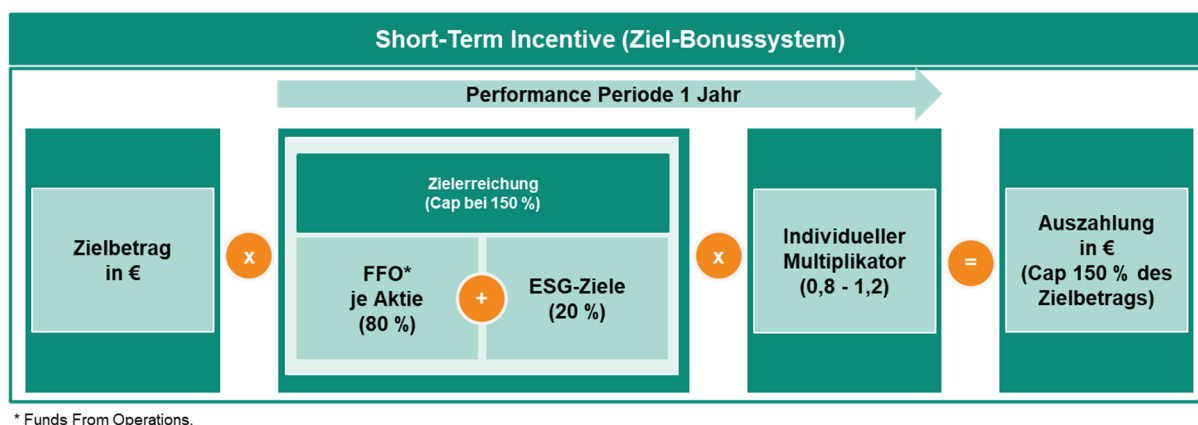 Short-Term Incentive (Ziel-Bonussystem)
Performance Periode 1 Jahr
Zielbetrag
in €
x
Zielerreichung
(Cap bei 150 %)
FFO*
je Aktie
(80 %)
+
ESG-Ziele
(20 %)
x
Individueller
Multiplikator
(0,8 - 1,2)
=
Auszahlung
in €
(Cap 150 % des
Zielbetrags)
* Funds From Operations.